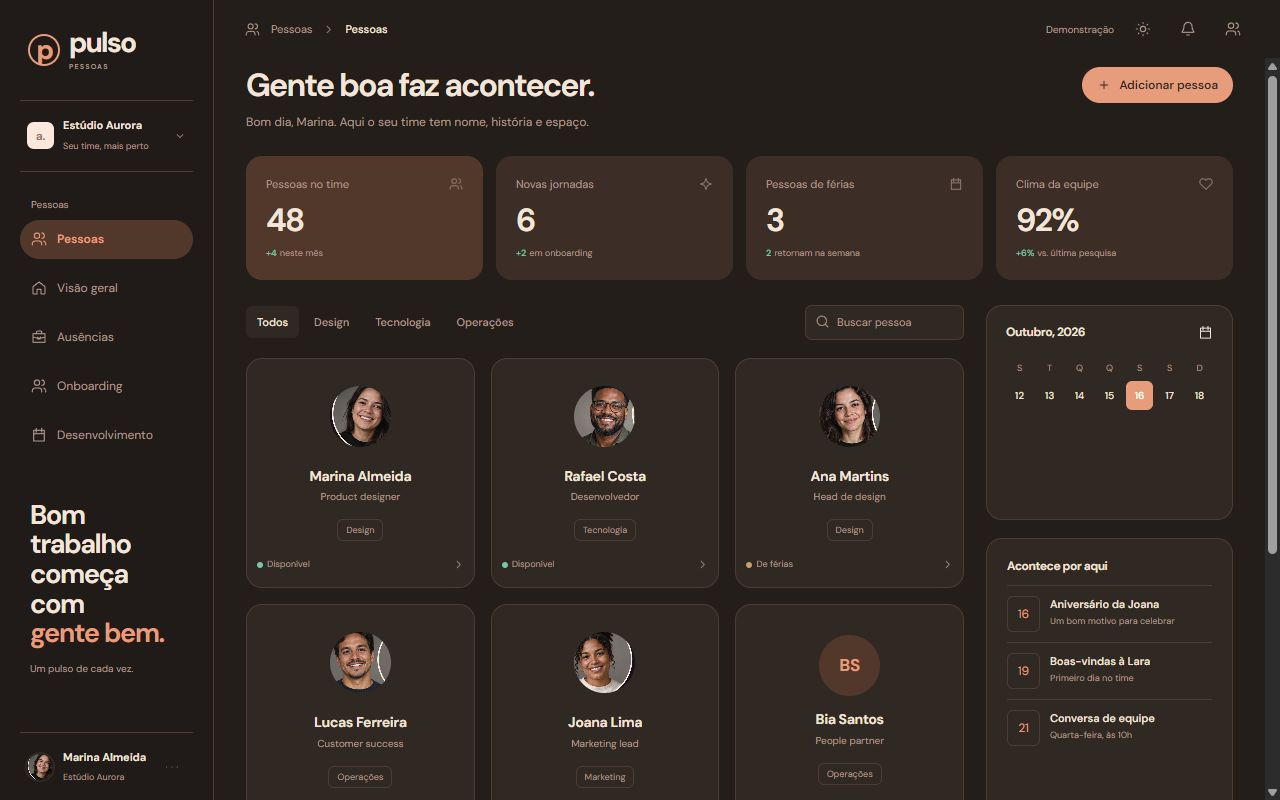 p pulso
PESSOAS
a.
Estúdio Aurora
Seu time, mais perto
Pessoas
Pessoas
Visão geral
Ausências
Onboarding
Desenvolvimento
Bom
trabalho
começa
com
gente bem.
Um pulso de cada vez.
Marina Almeida
Estúdio Aurora
Pessoas
Pessoas
Demonstração
Gente boa faz acontecer.
Bom dia, Marina. Aqui o seu time tem nome, história e espaço.
+ Adicionar pessoa
Pessoas no time
48
+4 neste mês
Novas jornadas
6
+2 em onboarding
Pessoas de férias
3
2 retornam na semana
Clima da equipe
92%
+6% vs. última pesquisa
Todos
Design
Tecnologia
Operações
Buscar pessoa
Marina Almeida
Product designer
Design
Disponível
Rafael Costa
Desenvolvedor
Tecnologia
Disponível
Ana Martins
Head de design
Design
De férias
Lucas Ferreira
Customer success
Operações
Joana Lima
Marketing lead
Marketing
BS
Bia Santos
People partner
Operações
Outubro, 2026
S T Q Q S S D
12 13 14 15 16 17 18
Acontece por aqui
16
Aniversário da Joana
Um bom motivo para celebrar
19
Boas-vindas à Lara
Primeiro dia no time
21
Conversa de equipe
Quarta-feira, às 10h